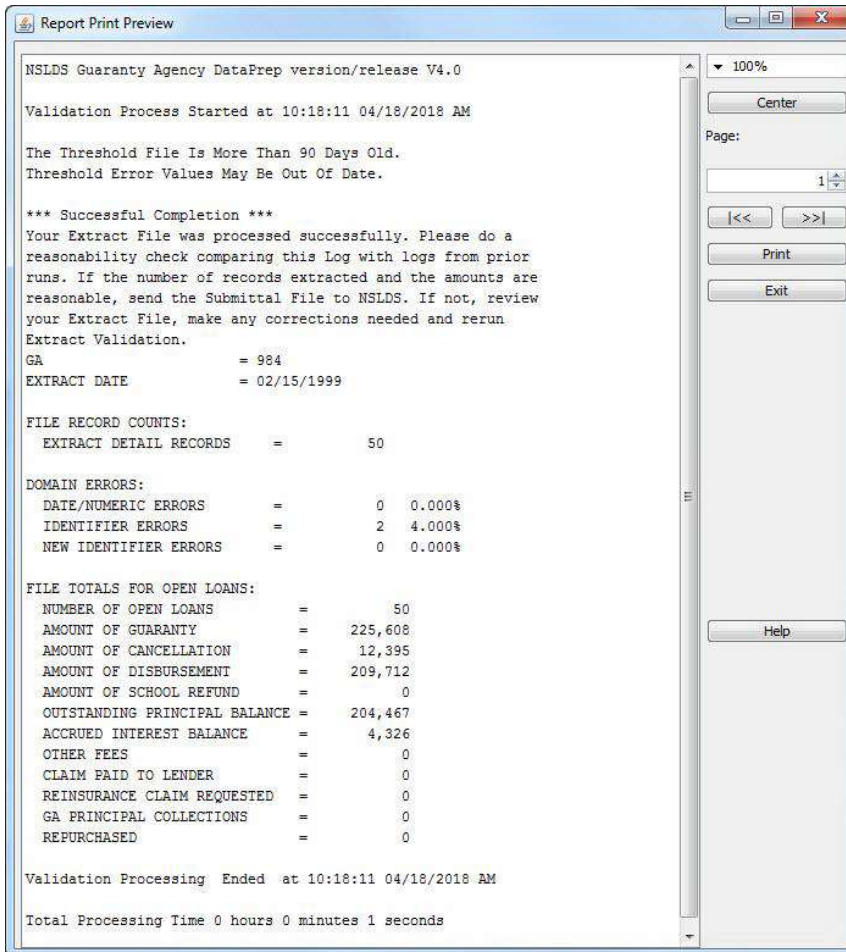 Report Print Preview
NSLDS Guaranty Agency DataPrep version/release V4.0
Validation Process Started at 10:18:11 04/18/2018 AM
The Threshold File Is More Than 90 Days Old.
Threshold Error Values May Be Out Of Date.
*** Successful Completion ***
Your Extract File was processed successfully. Please do a
reasonability check comparing this Log with logs from prior
runs. If the number of records extracted and the amounts are
reasonable, send the Submittal File to NSLDS. If not, review
your Extract File, make any corrections needed and rerun
Extract Validation.
GA = 984
EXTRACT DATE = 02/15/1999
FILE RECORD COUNTS:
EXTRACT DETAIL RECORDS = 50
DOMAIN ERRORS:
DATE/NUMERIC ERRORS = 0 0.000%
IDENTIFIER ERRORS = 2 4.000%
NEW IDENTIFIER ERRORS = 0 0.000%
FILE TOTALS FOR OPEN LOANS:
NUMBER OF OPEN LOANS = 50
AMOUNT OF GUARANTY = 225,608
AMOUNT OF CANCELLATION = 12,395
AMOUNT OF DISBURSEMENT = 209,712
AMOUNT OF SCHOOL REFUND = 0
OUTSTANDING PRINCIPAL BALANCE = 204,467
ACCRUED INTEREST BALANCE = 4,326
OTHER FEES = 0
CLAIM PAID TO LENDER = 0
REINSURANCE CLAIM REQUESTED = 0
GA PRINCIPAL COLLECTIONS = 0
REPURCHASED = 0
Validation Processing Ended at 10:18:11 04/18/2018 AM
Total Processing Time 0 hours 0 minutes 1 seconds
100%
Center
Page:
1
|<< >>|
Print
Exit
Help